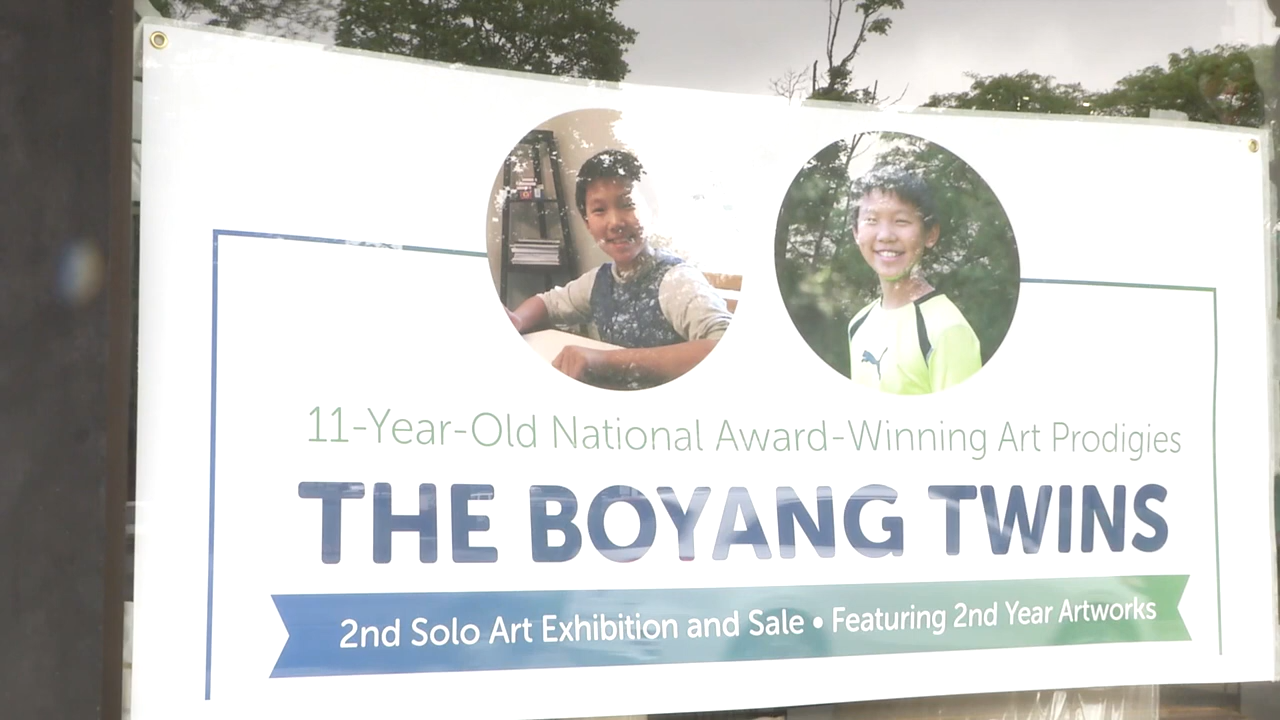 11-Year-Old National Award-Winning Art Prodigies
THE BOYANG TWINS
2nd Solo Art Exhibition and Sale • Featuring 2nd Year Artworks